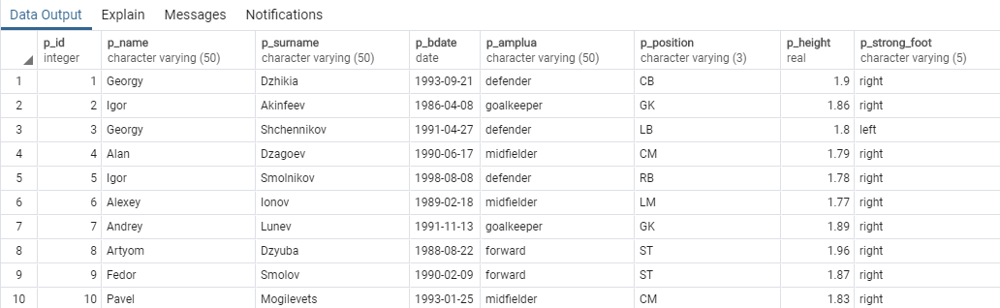 Data Output Explain Messages Notifications
p_id p_name p_surname p_bdate p_amplua p_position p_height p_strong_foot
integer character varying (50) character varying (50) date character varying (50) character varying (3) real character varying (5)
1 1 Georgy Dzhikia 1993-09-21 defender CB 1.9 right
2 2 Igor Akinfeev 1986-04-08 goalkeeper GK 1.86 right
3 3 Georgy Shchennikov 1991-04-27 defender LB 1.8 left
4 4 Alan Dzagoev 1990-06-17 midfielder CM 1.79 right
5 5 Igor Smolnikov 1998-08-08 defender RB 1.78 right
6 6 Alexey Ionov 1989-02-18 midfielder LM 1.77 right
7 7 Andrey Lunev 1991-11-13 goalkeeper GK 1.89 right
8 8 Artyom Dzyuba 1988-08-22 forward ST 1.96 right
9 9 Fedor Smolov 1990-02-09 forward ST 1.87 right
10 10 Pavel Mogilevets 1993-01-25 midfielder CM 1.83 right